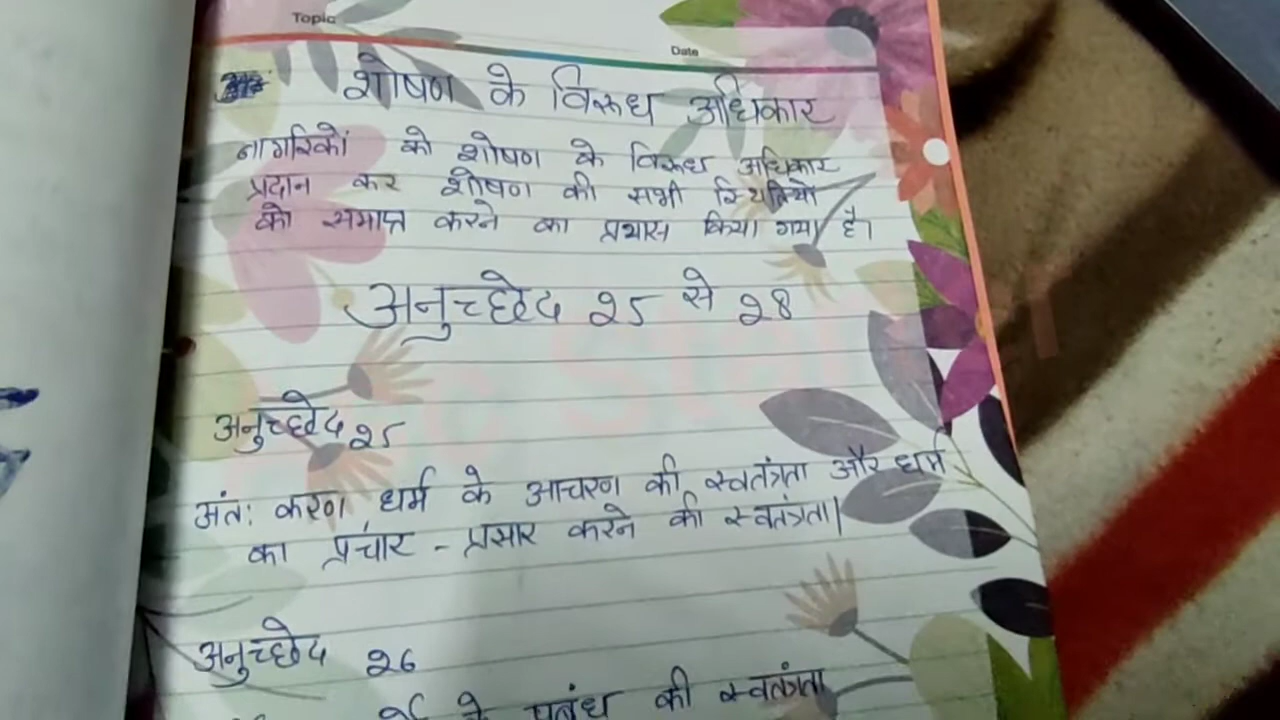 Topic
Date
शोषण के विरूध अधिकार
नागरिकों को शोषण के विरूध अधिकार
प्रदान कर शोषण की सभी स्थितियो
को समाप्त करने का प्रयास किया गया है।
अनुच्छेद 25 से 28
अनुच्छेद 25
अंतः करण धर्म के आचरण की स्वतंत्रता और धर्म
का प्रचार - प्रसार करने की स्वतंत्रता।
अनुच्छेद 26
के प्रबंध की स्वतंत्रता